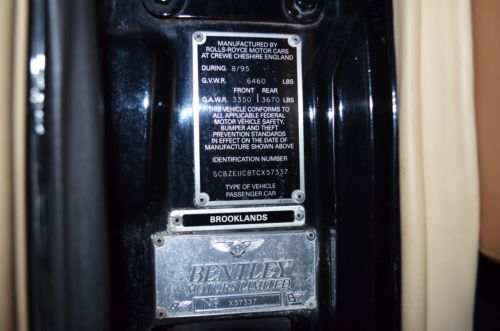 MANUFACTURED BY
ROLLS-ROYCE MOTOR CARS
AT CREWE CHESHIRE ENGLAND
DURING 8/95
G.V.W.R. 6460 LBS
FRONT REAR
G.A.W.R. 3350 3670 LBS
THIS VEHICLE CONFORMS TO
ALL APPLICABLE FEDERAL
MOTOR VEHICLE SAFETY,
BUMPER AND THEFT
PREVENTION STANDARDS
IN EFFECT ON THE DATE OF
MANUFACTURE SHOWN ABOVE
IDENTIFICATION NUMBER
SCBZE11C8TCX57337
TYPE OF VEHICLE
PASSENGER CAR
BROOKLANDS
BENTLEY
MOTORS LIMITED
X57337